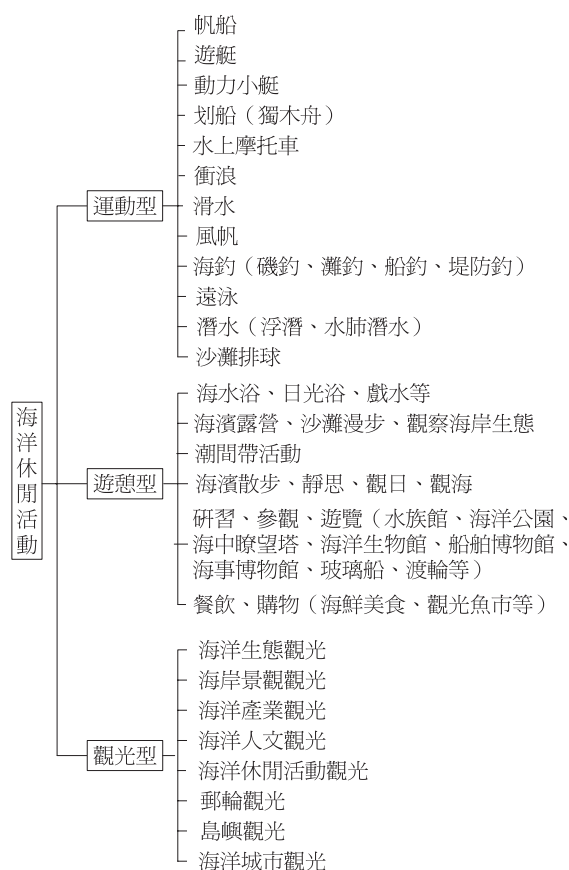 海洋休閒活動
運動型
帆船
遊艇
動力小艇
划船（獨木舟）
水上摩托車
衝浪
滑水
風帆
海釣（磯釣、灘釣、船釣、堤防釣）
遠泳
潛水（浮潛、水肺潛水）
沙灘排球
遊憩型
海水浴、日光浴、戲水等
海濱露營、沙灘漫步、觀察海岸生態
潮間帶活動
海濱散步、靜思、觀日、觀海
研習、參觀、遊覽（水族館、海洋公園、
海中瞭望塔、海洋生物館、船舶博物館、
海事博物館、玻璃船、渡輪等）
餐飲、購物（海鮮美食、觀光魚市等）
觀光型
海洋生態觀光
海岸景觀觀光
海洋產業觀光
海洋人文觀光
海洋休閒活動觀光
郵輪觀光
島嶼觀光
海洋城市觀光